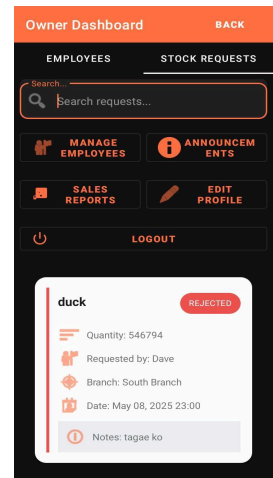 Owner Dashboard BACK
EMPLOYEES STOCK REQUESTS
Search...
Search requests...
MANAGE
EMPLOYEES
ANNOUNCEM
ENTS
SALES
REPORTS
EDIT
PROFILE
LOGOUT
duck REJECTED
Quantity: 546794
Requested by: Dave
Branch: South Branch
Date: May 08, 2025 23:00
Notes: tagae ko